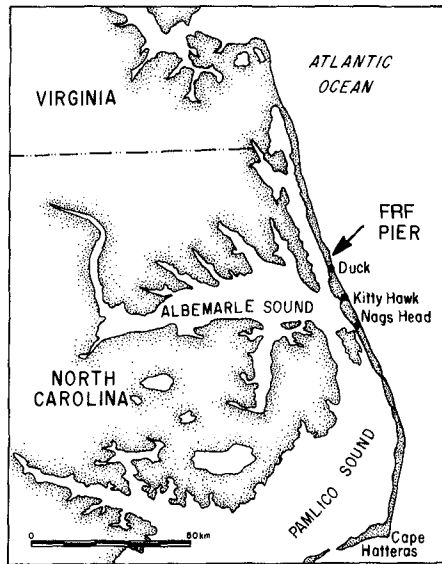 ATLANTIC
OCEAN
VIRGINIA
FRF
PIER
Duck
Kitty Hawk
Nags Head
ALBEMARLE SOUND
NORTH
CAROLINA
PAMLICO SOUND
Cape
Hatteras
0 50km